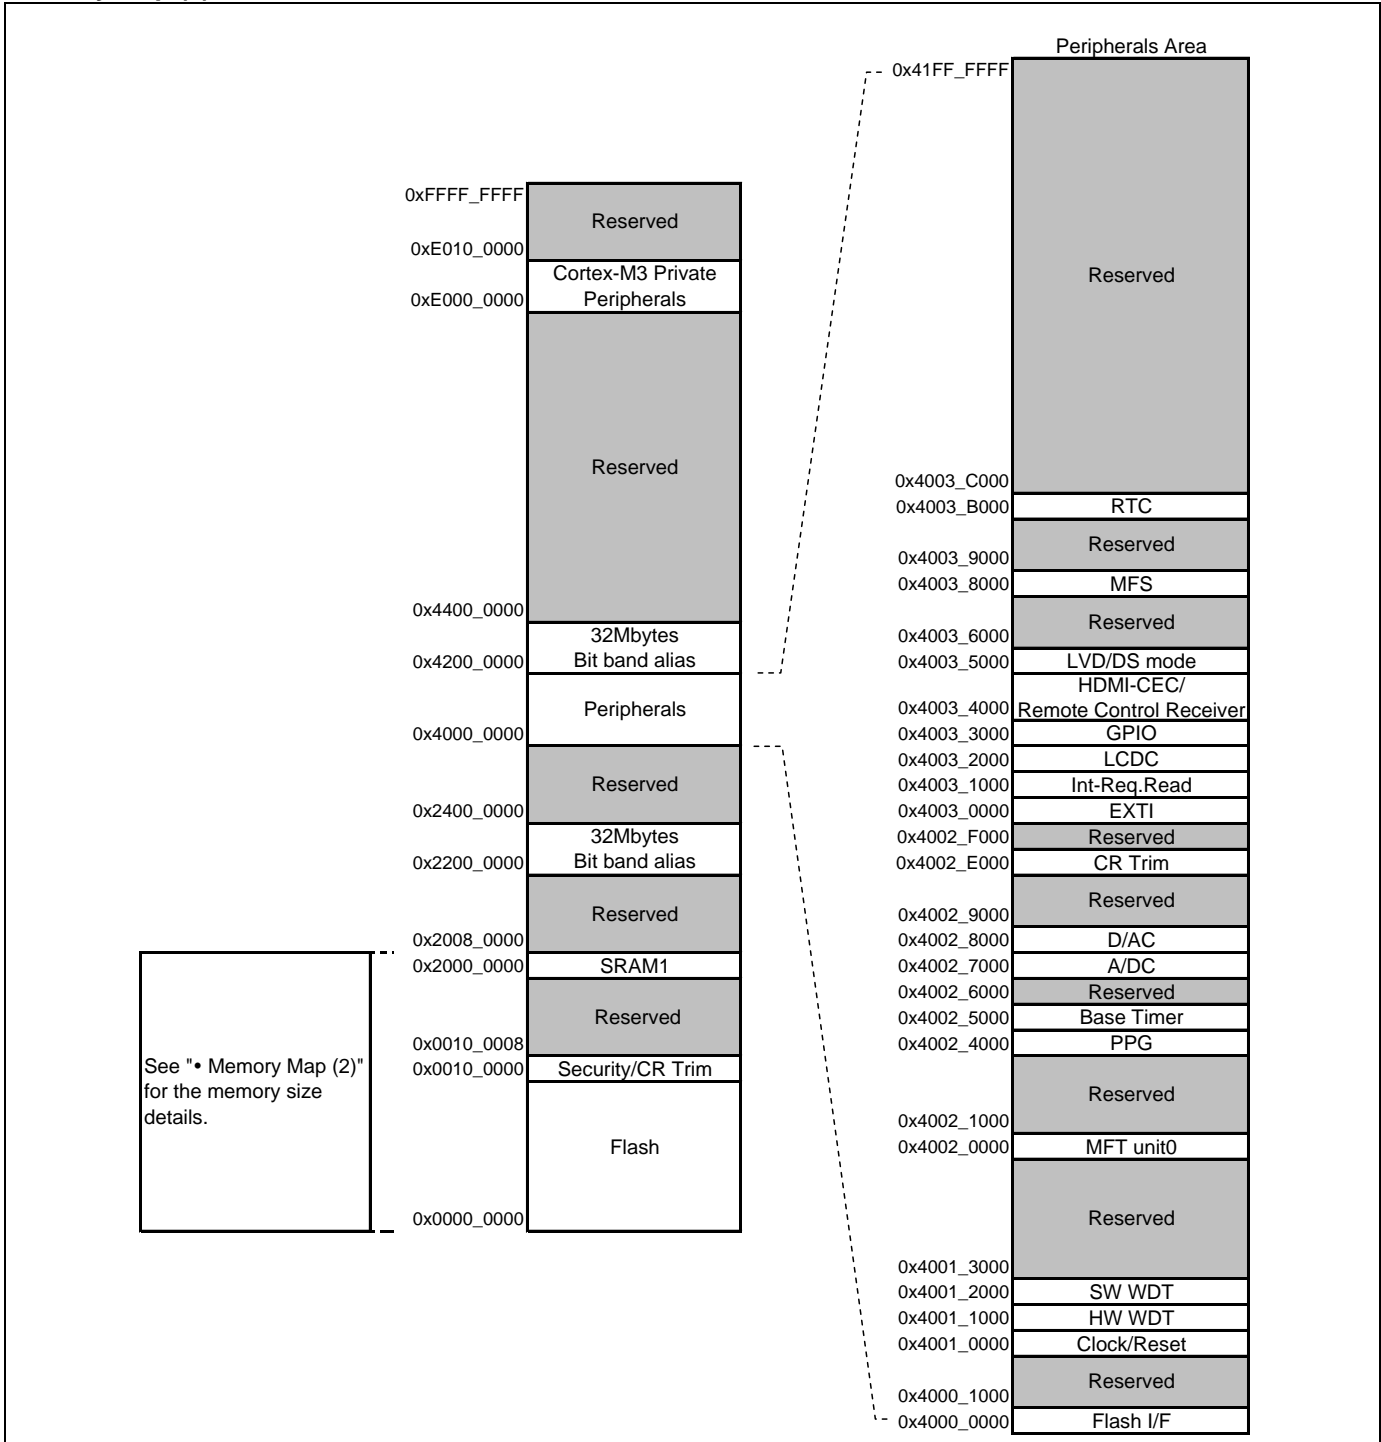 Peripherals Area
0x41FF_FFFF
Reserved
0x4003_C000
0x4003_B000 RTC
Reserved
0x4003_9000
0x4003_8000 MFS
Reserved
0x4003_6000
0x4003_5000 LVD/DS mode
HDMI-CEC/
0x4003_4000 Remote Control Receiver
0x4003_3000 GPIO
0x4003_2000 LCDC
0x4003_1000 Int-Req.Read
0x4003_0000 EXTI
0x4002_F000 Reserved
0x4002_E000 CR Trim
Reserved
0x4002_9000
0x4002_8000 D/AC
0x4002_7000 A/DC
0x4002_6000 Reserved
0x4002_5000 Base Timer
0x4002_4000 PPG
Reserved
0x4002_1000
0x4002_0000 MFT unit0
Reserved
0x4001_3000
0x4001_2000 SW WDT
0x4001_1000 HW WDT
0x4001_0000 Clock/Reset
Reserved
0x4000_1000
0x4000_0000 Flash I/F
0xFFFF_FFFF
Reserved
0xE010_0000
Cortex-M3 Private
0xE000_0000 Peripherals
Reserved
0x4400_0000
32Mbytes
0x4200_0000 Bit band alias
Peripherals
0x4000_0000
Reserved
0x2400_0000
32Mbytes
0x2200_0000 Bit band alias
Reserved
0x2008_0000
0x2000_0000 SRAM1
Reserved
0x0010_0008
0x0010_0000 Security/CR Trim
Flash
0x0000_0000
See "• Memory Map (2)"
for the memory size
details.